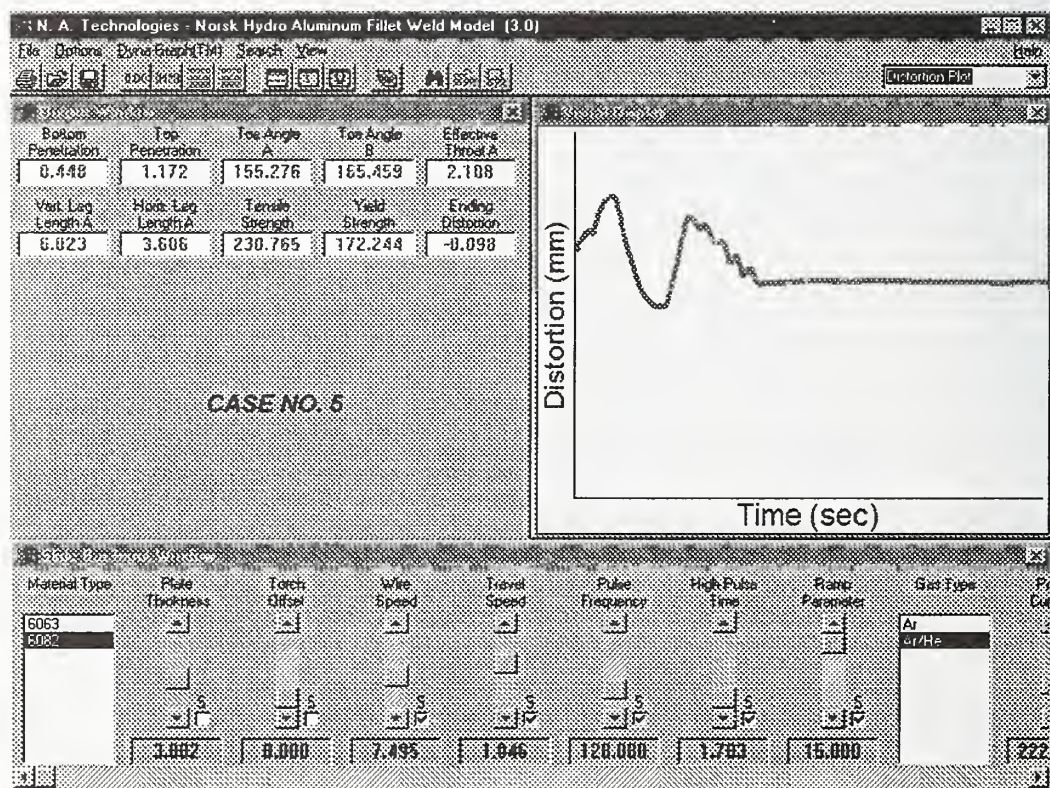 N. A. Technologies - Norsk Hydro Aluminum Fillet Weld Model (3.0)
File Options Dyna-Graph(TM) Search View Help
Distortion Plot
Bottom Penetration Top Penetration Toe Angle A Toe Angle B Effective Throat A
0.448 1.172 155.276 165.459 2.108
Vert. Leg Length A Horiz. Leg Length A Tensile Strength Yield Strength Ending Distortion
6.023 3.606 230.765 172.244 -0.098
CASE NO. 5
Distortion (mm)
Time (sec)
Material Type Plate Thickness Torch Offset Wire Speed Travel Speed Pulse Frequency High Pulse Time Ramp Parameter Gas Type
6063 Ar
6082 Ar/He
S S S S S S
3.002 0.000 7.495 1.046 120.000 1.703 15.000 222